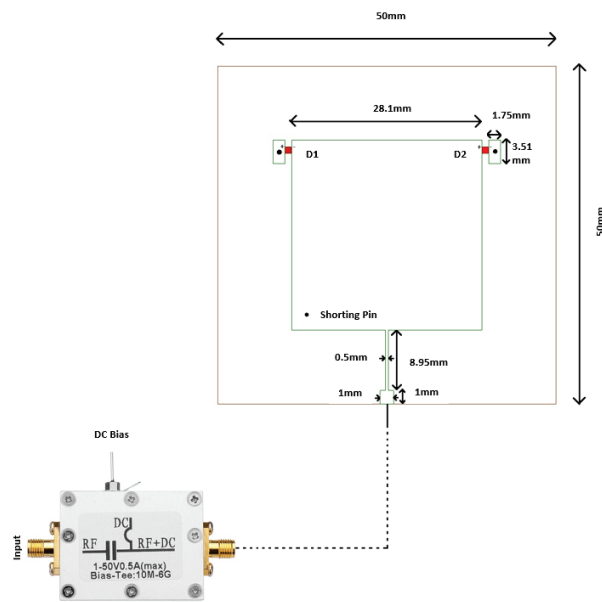 50mm
28.1mm
1.75mm
+
D1
D2
+
3.51
mm
50mm
Shorting Pin
0.5mm
8.95mm
1mm
1mm
DC Bias
Input
DC
RF
RF+DC
1-50V0.5A(max)
Bias-Tee:10M-6G